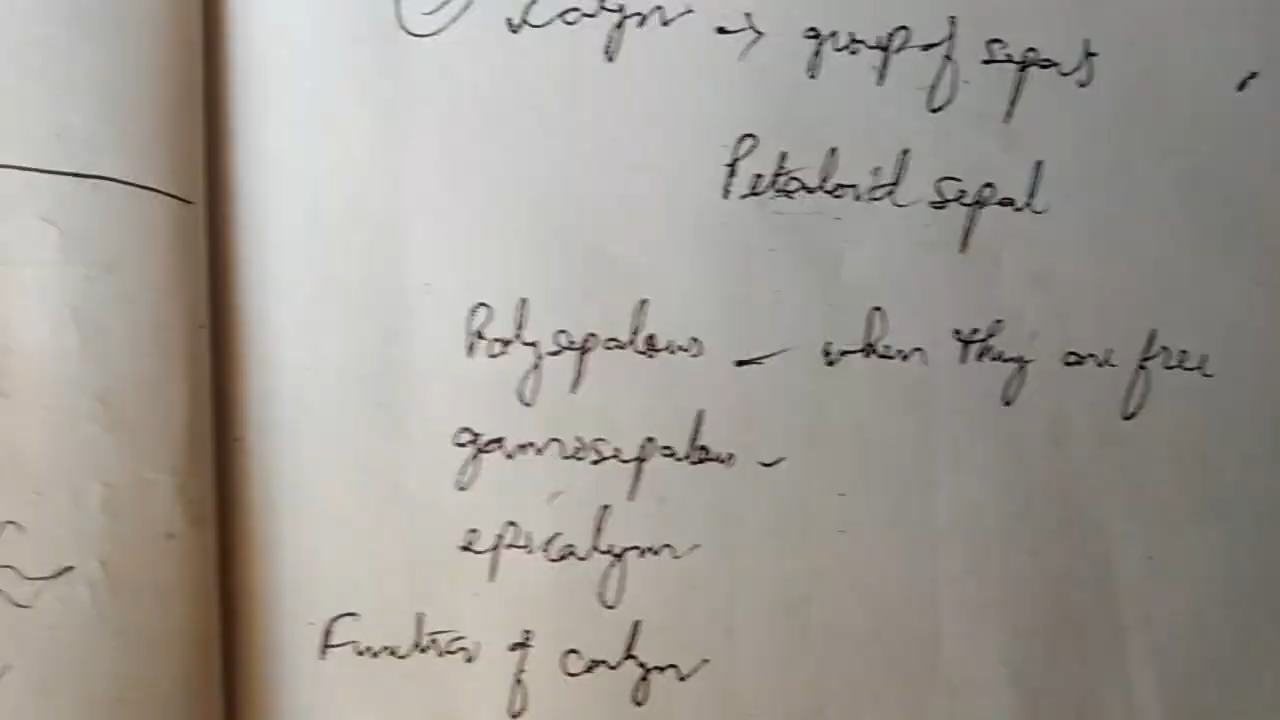 Calyx → group of sepals
Petaloid sepal
Polysepalous – when they are free
gamosepalous –
epicalyx
Function of calyx